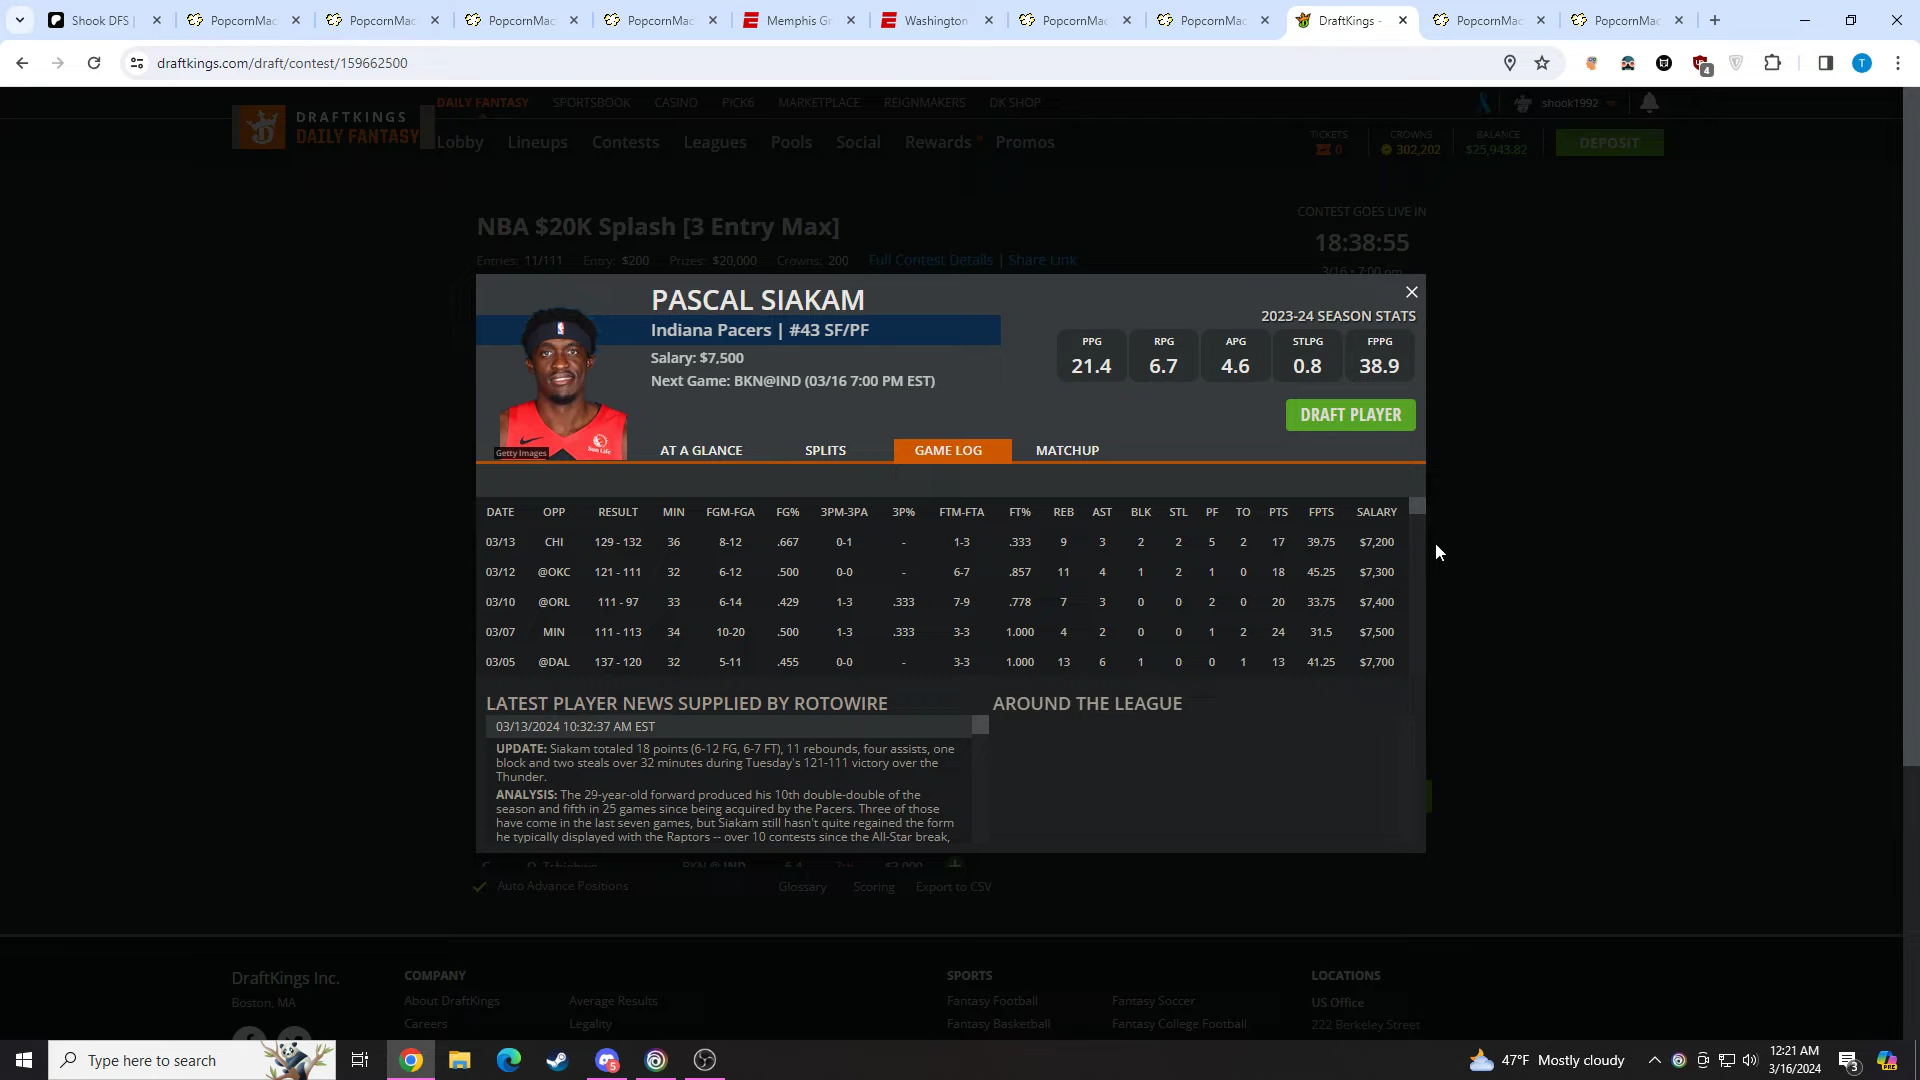 Shook DFS |
PopcornMac
PopcornMac
PopcornMac
PopcornMac
Memphis Gr
Washington
PopcornMac
PopcornMac
DraftKings -
PopcornMac
PopcornMac
draftkings.com/draft/contest/159662500
4
T
DRAFTKINGS
DAILY FANTASY
DAILY FANTASY SPORTSBOOK CASINO PICK6 MARKETPLACE REIGNMAKERS DK SHOP
shook1992
Lobby Lineups Contests Leagues Pools Social Rewards Promos
TICKETS CROWNS BALANCE
0 302,202 $25,943.82
DEPOSIT
NBA $20K Splash [3 Entry Max]
CONTEST GOES LIVE IN
18:38:55
Entries: 11/111 Entry: $200 Prizes: $20,000 Crowns: 200 Full Contest Details | Share Link
3/16 • 7:00 pm
PASCAL SIAKAM
Indiana Pacers | #43 SF/PF
Salary: $7,500
Next Game: BKN@IND (03/16 7:00 PM EST)
2023-24 SEASON STATS
PPG RPG APG STLPG FPPG
21.4 6.7 4.6 0.8 38.9
DRAFT PLAYER
Getty Images
AT A GLANCE SPLITS GAME LOG MATCHUP
DATE OPP RESULT MIN FGM-FGA FG% 3PM-3PA 3P% FTM-FTA FT% REB AST BLK STL PF TO PTS FPTS SALARY
03/13 CHI 129 - 132 36 8-12 .667 0-1 - 1-3 .333 9 3 2 2 5 2 17 39.75 $7,200
03/12 @OKC 121 - 111 32 6-12 .500 0-0 - 6-7 .857 11 4 1 2 1 0 18 45.25 $7,300
03/10 @ORL 111 - 97 33 6-14 .429 1-3 .333 7-9 .778 7 3 0 0 2 0 20 33.75 $7,400
03/07 MIN 111 - 113 34 10-20 .500 1-3 .333 3-3 1.000 4 2 0 0 1 2 24 31.5 $7,500
03/05 @DAL 137 - 120 32 5-11 .455 0-0 - 3-3 1.000 13 6 1 0 0 1 13 41.25 $7,700
LATEST PLAYER NEWS SUPPLIED BY ROTOWIRE
AROUND THE LEAGUE
03/13/2024 10:32:37 AM EST
UPDATE: Siakam totaled 18 points (6-12 FG, 6-7 FT), 11 rebounds, four assists, one
block and two steals over 32 minutes during Tuesday's 121-111 victory over the
Thunder.
ANALYSIS: The 29-year-old forward produced his 10th double-double of the
season and fifth in 25 games since being acquired by the Pacers. Three of those
have come in the last seven games, but Siakam still hasn't quite regained the form
he typically displayed with the Raptors -- over 10 contests since the All-Star break,
Auto Advance Positions Glossary Scoring Export to CSV
DraftKings Inc.
Boston, MA
COMPANY
About DraftKings Average Results
Careers Legality
SPORTS
Fantasy Football Fantasy Soccer
Fantasy Basketball Fantasy College Football
LOCATIONS
US Office
222 Berkeley Street
Type here to search
5
47°F Mostly cloudy
12:21 AM
3/16/2024
3